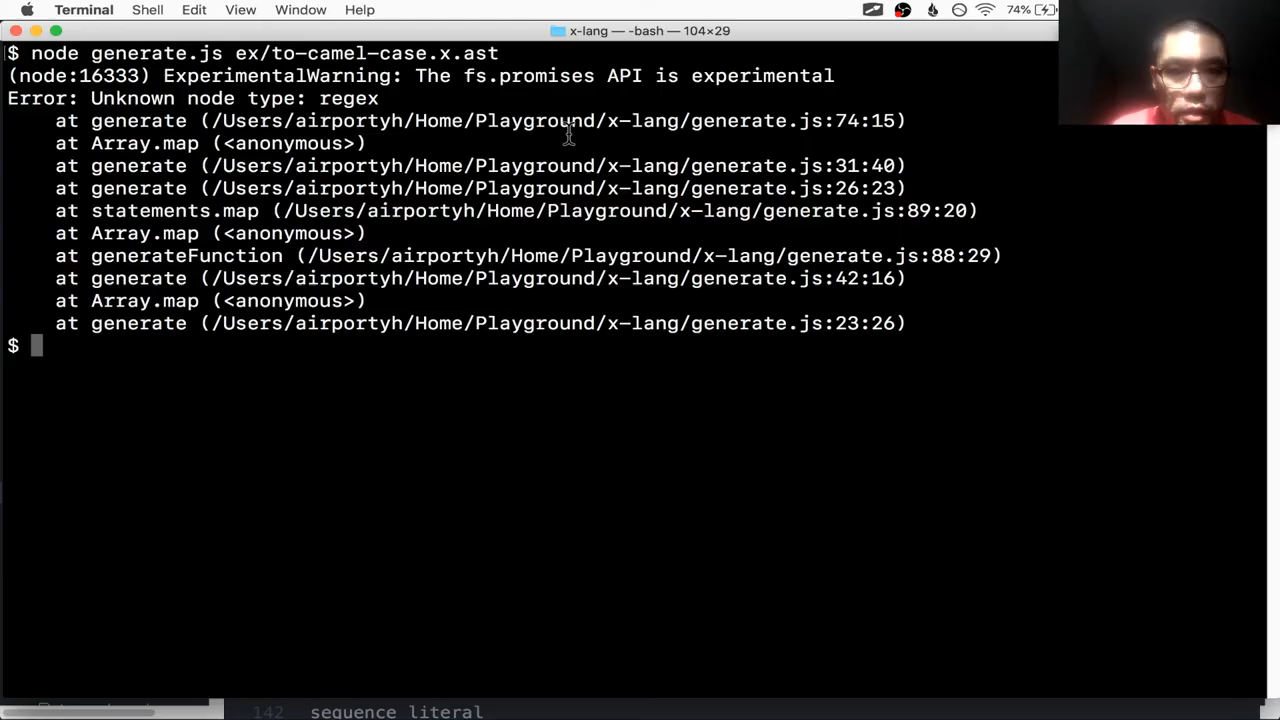 Terminal Shell Edit View Window Help 74%
x-lang — -bash — 104×29
$ node generate.js ex/to-camel-case.x.ast
(node:16333) ExperimentalWarning: The fs.promises API is experimental
Error: Unknown node type: regex
at generate (/Users/airportyh/Home/Playground/x-lang/generate.js:74:15)
at Array.map (<anonymous>)
at generate (/Users/airportyh/Home/Playground/x-lang/generate.js:31:40)
at generate (/Users/airportyh/Home/Playground/x-lang/generate.js:26:23)
at statements.map (/Users/airportyh/Home/Playground/x-lang/generate.js:89:20)
at Array.map (<anonymous>)
at generateFunction (/Users/airportyh/Home/Playground/x-lang/generate.js:88:29)
at generate (/Users/airportyh/Home/Playground/x-lang/generate.js:42:16)
at Array.map (<anonymous>)
at generate (/Users/airportyh/Home/Playground/x-lang/generate.js:23:26)
$
142 sequence literal